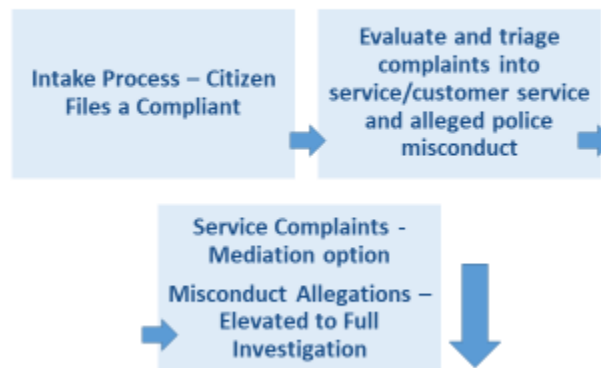 Intake Process – Citizen
Files a Compliant
Evaluate and triage
complaints into
service/customer service
and alleged police
misconduct
Service Complaints -
Mediation option
Misconduct Allegations –
Elevated to Full
Investigation